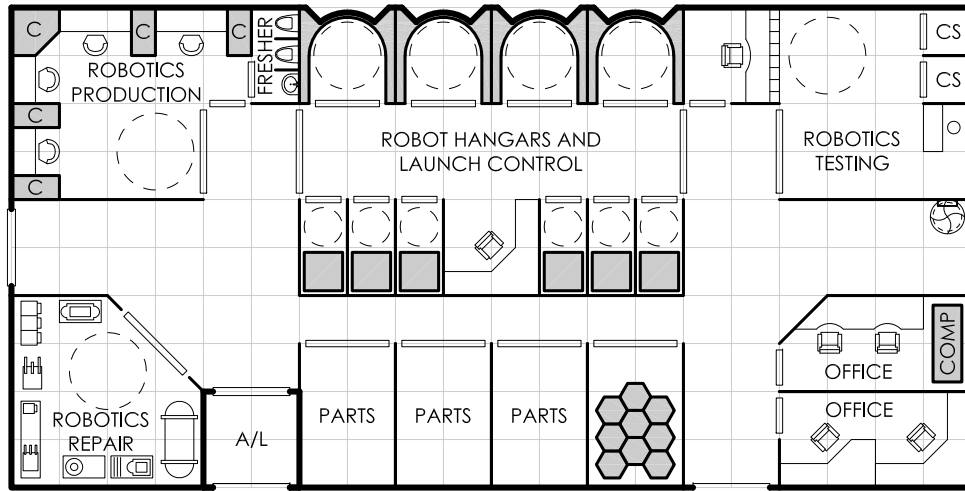 C
C
C
FRESHER
CS
ROBOTICS
PRODUCTION
CS
C
ROBOT HANGARS AND
LAUNCH CONTROL
ROBOTICS
TESTING
C
COMP
OFFICE
ROBOTICS
REPAIR
A/L
PARTS
PARTS
PARTS
OFFICE